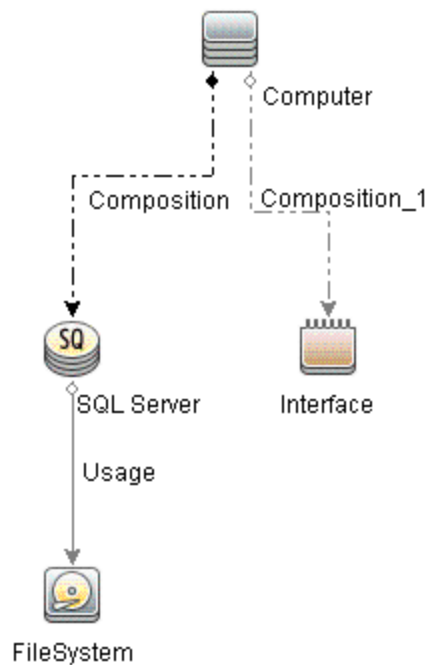 Computer
Composition
Composition_1
SQ
SQL Server
Interface
Usage
FileSystem